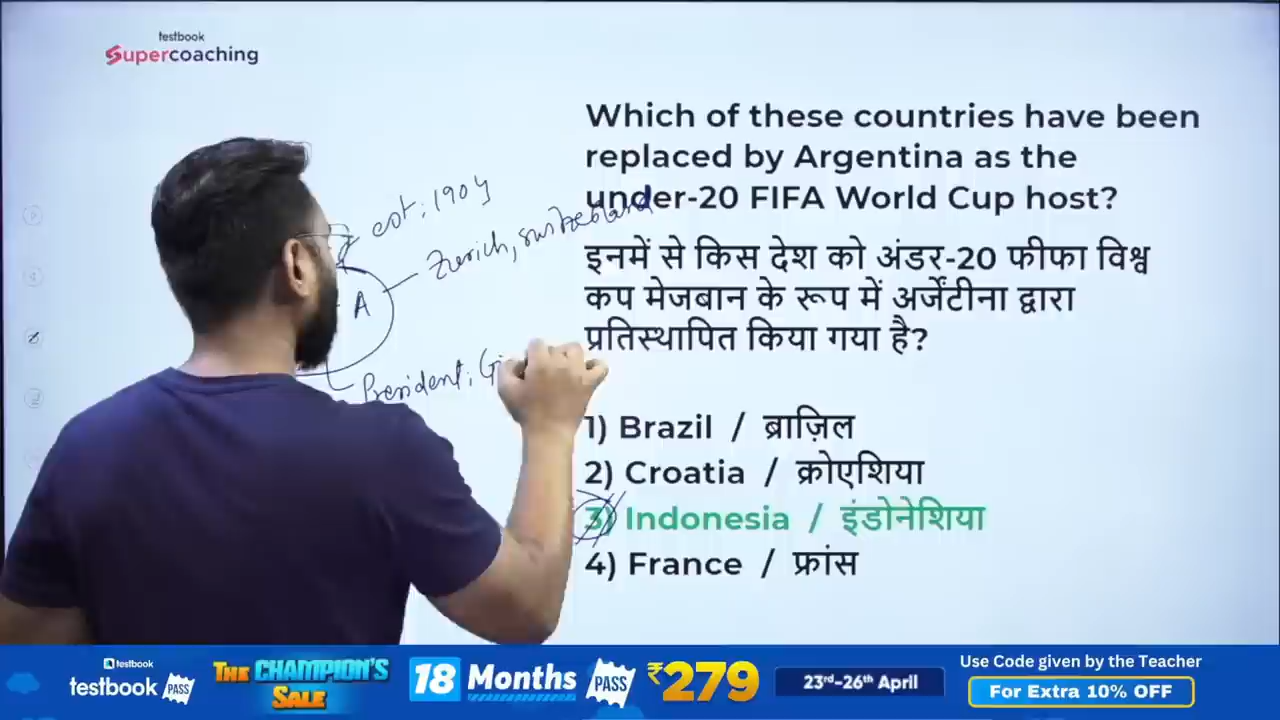 testbook
Supercoaching
Which of these countries have been
replaced by Argentina as the
under-20 FIFA World Cup host?
इनमें से किस देश को अंडर-20 फीफा विश्व
कप मेजबान के रूप में अर्जेंटीना द्वारा
प्रतिस्थापित किया गया है?
1) Brazil / ब्राज़िल
2) Croatia / क्रोएशिया
3) Indonesia / इंडोनेशिया
4) France / फ्रांस
est: 1904
Zurich, Switzerland
A
President: Gi
testbook
testbook PASS
THE CHAMPION'S
SALE
18 Months PASS ₹279
23rd-26th April
Use Code given by the Teacher
For Extra 10% OFF